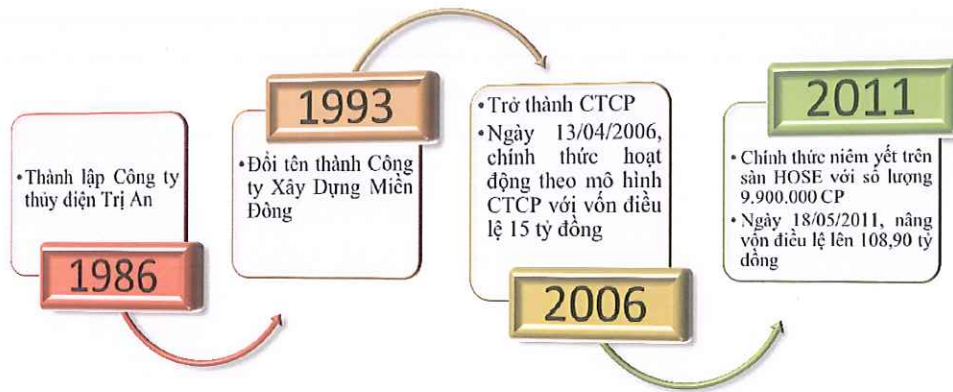 1986
•Thành lập Công ty
thủy điện Trị An
1993
•Đổi tên thành Công
ty Xây Dựng Miền
Đông
•Trở thành CTCP
•Ngày 13/04/2006,
chính thức hoạt
động theo mô hình
CTCP với vốn điều
lệ 15 tỷ đồng
2006
2011
•Chính thức niêm yết trên
sàn HOSE với số lượng
9.900.000 CP
•Ngày 18/05/2011, nâng
vốn điều lệ lên 108,90 tỷ
đồng